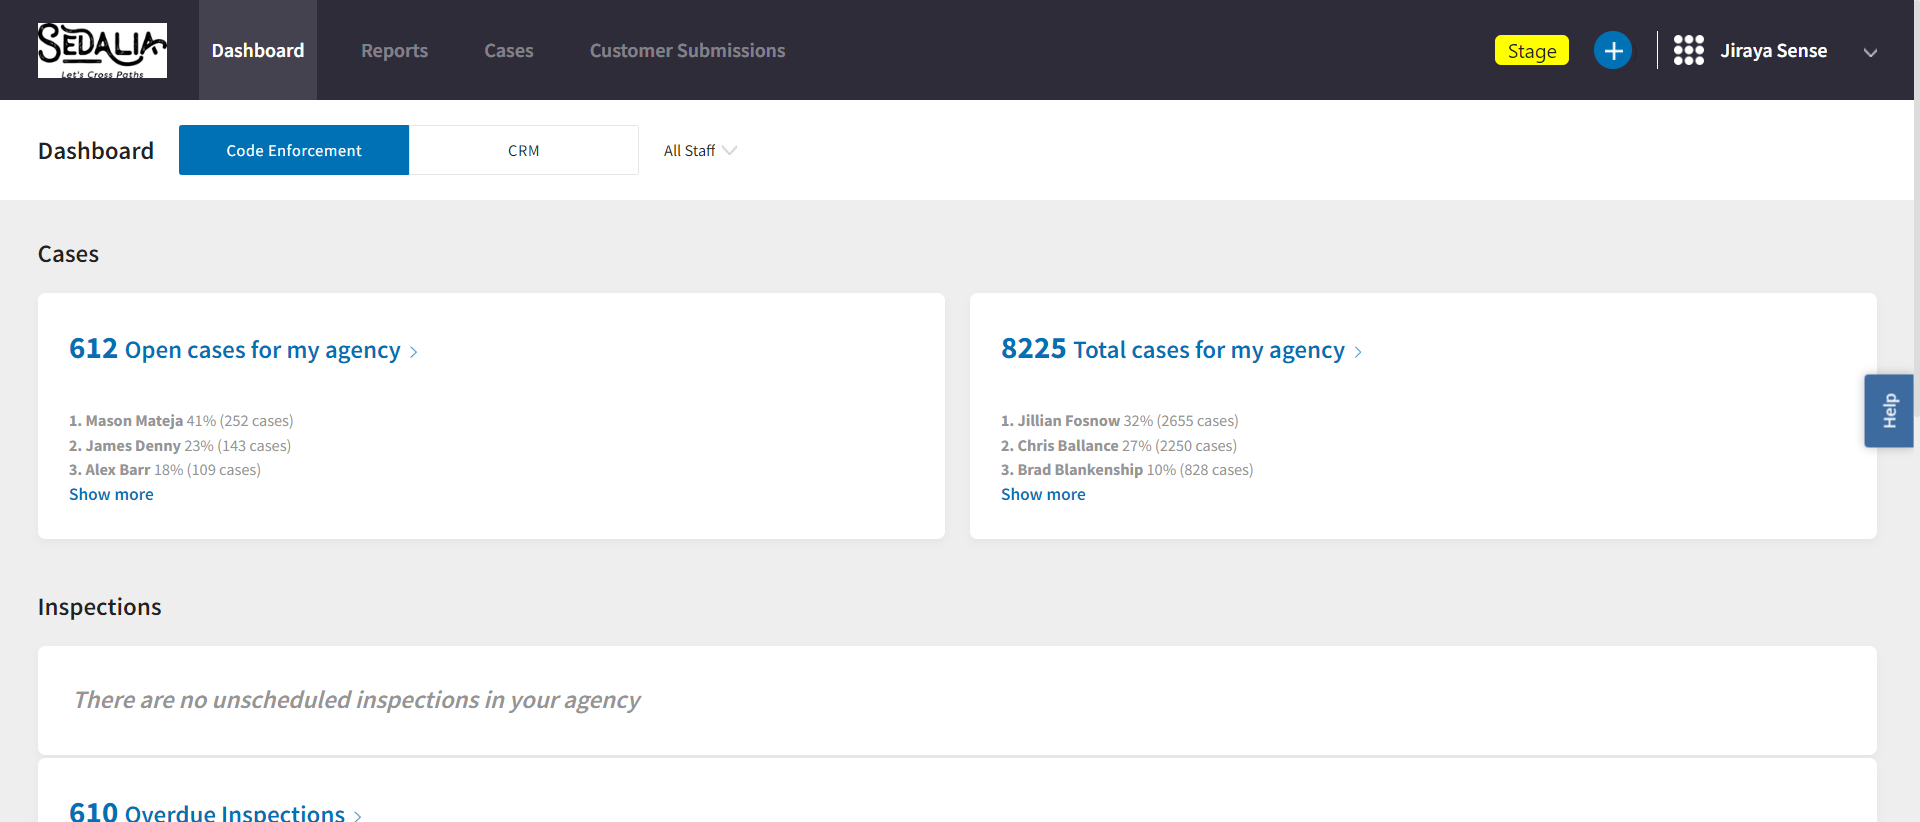 SEDALIA
Let's Cross Paths
Dashboard
Reports
Cases
Customer Submissions
Stage
Jiraya Sense
Dashboard
Code Enforcement
CRM
All Staff
Cases
612 Open cases for my agency
1. Mason Mateja 41% (252 cases)
2. James Denny 23% (143 cases)
3. Alex Barr 18% (109 cases)
Show more
8225 Total cases for my agency
1. Jillian Fosnow 32% (2655 cases)
2. Chris Ballance 27% (2250 cases)
3. Brad Blankenship 10% (828 cases)
Show more
Help
Inspections
There are no unscheduled inspections in your agency
610 Overdue Inspections